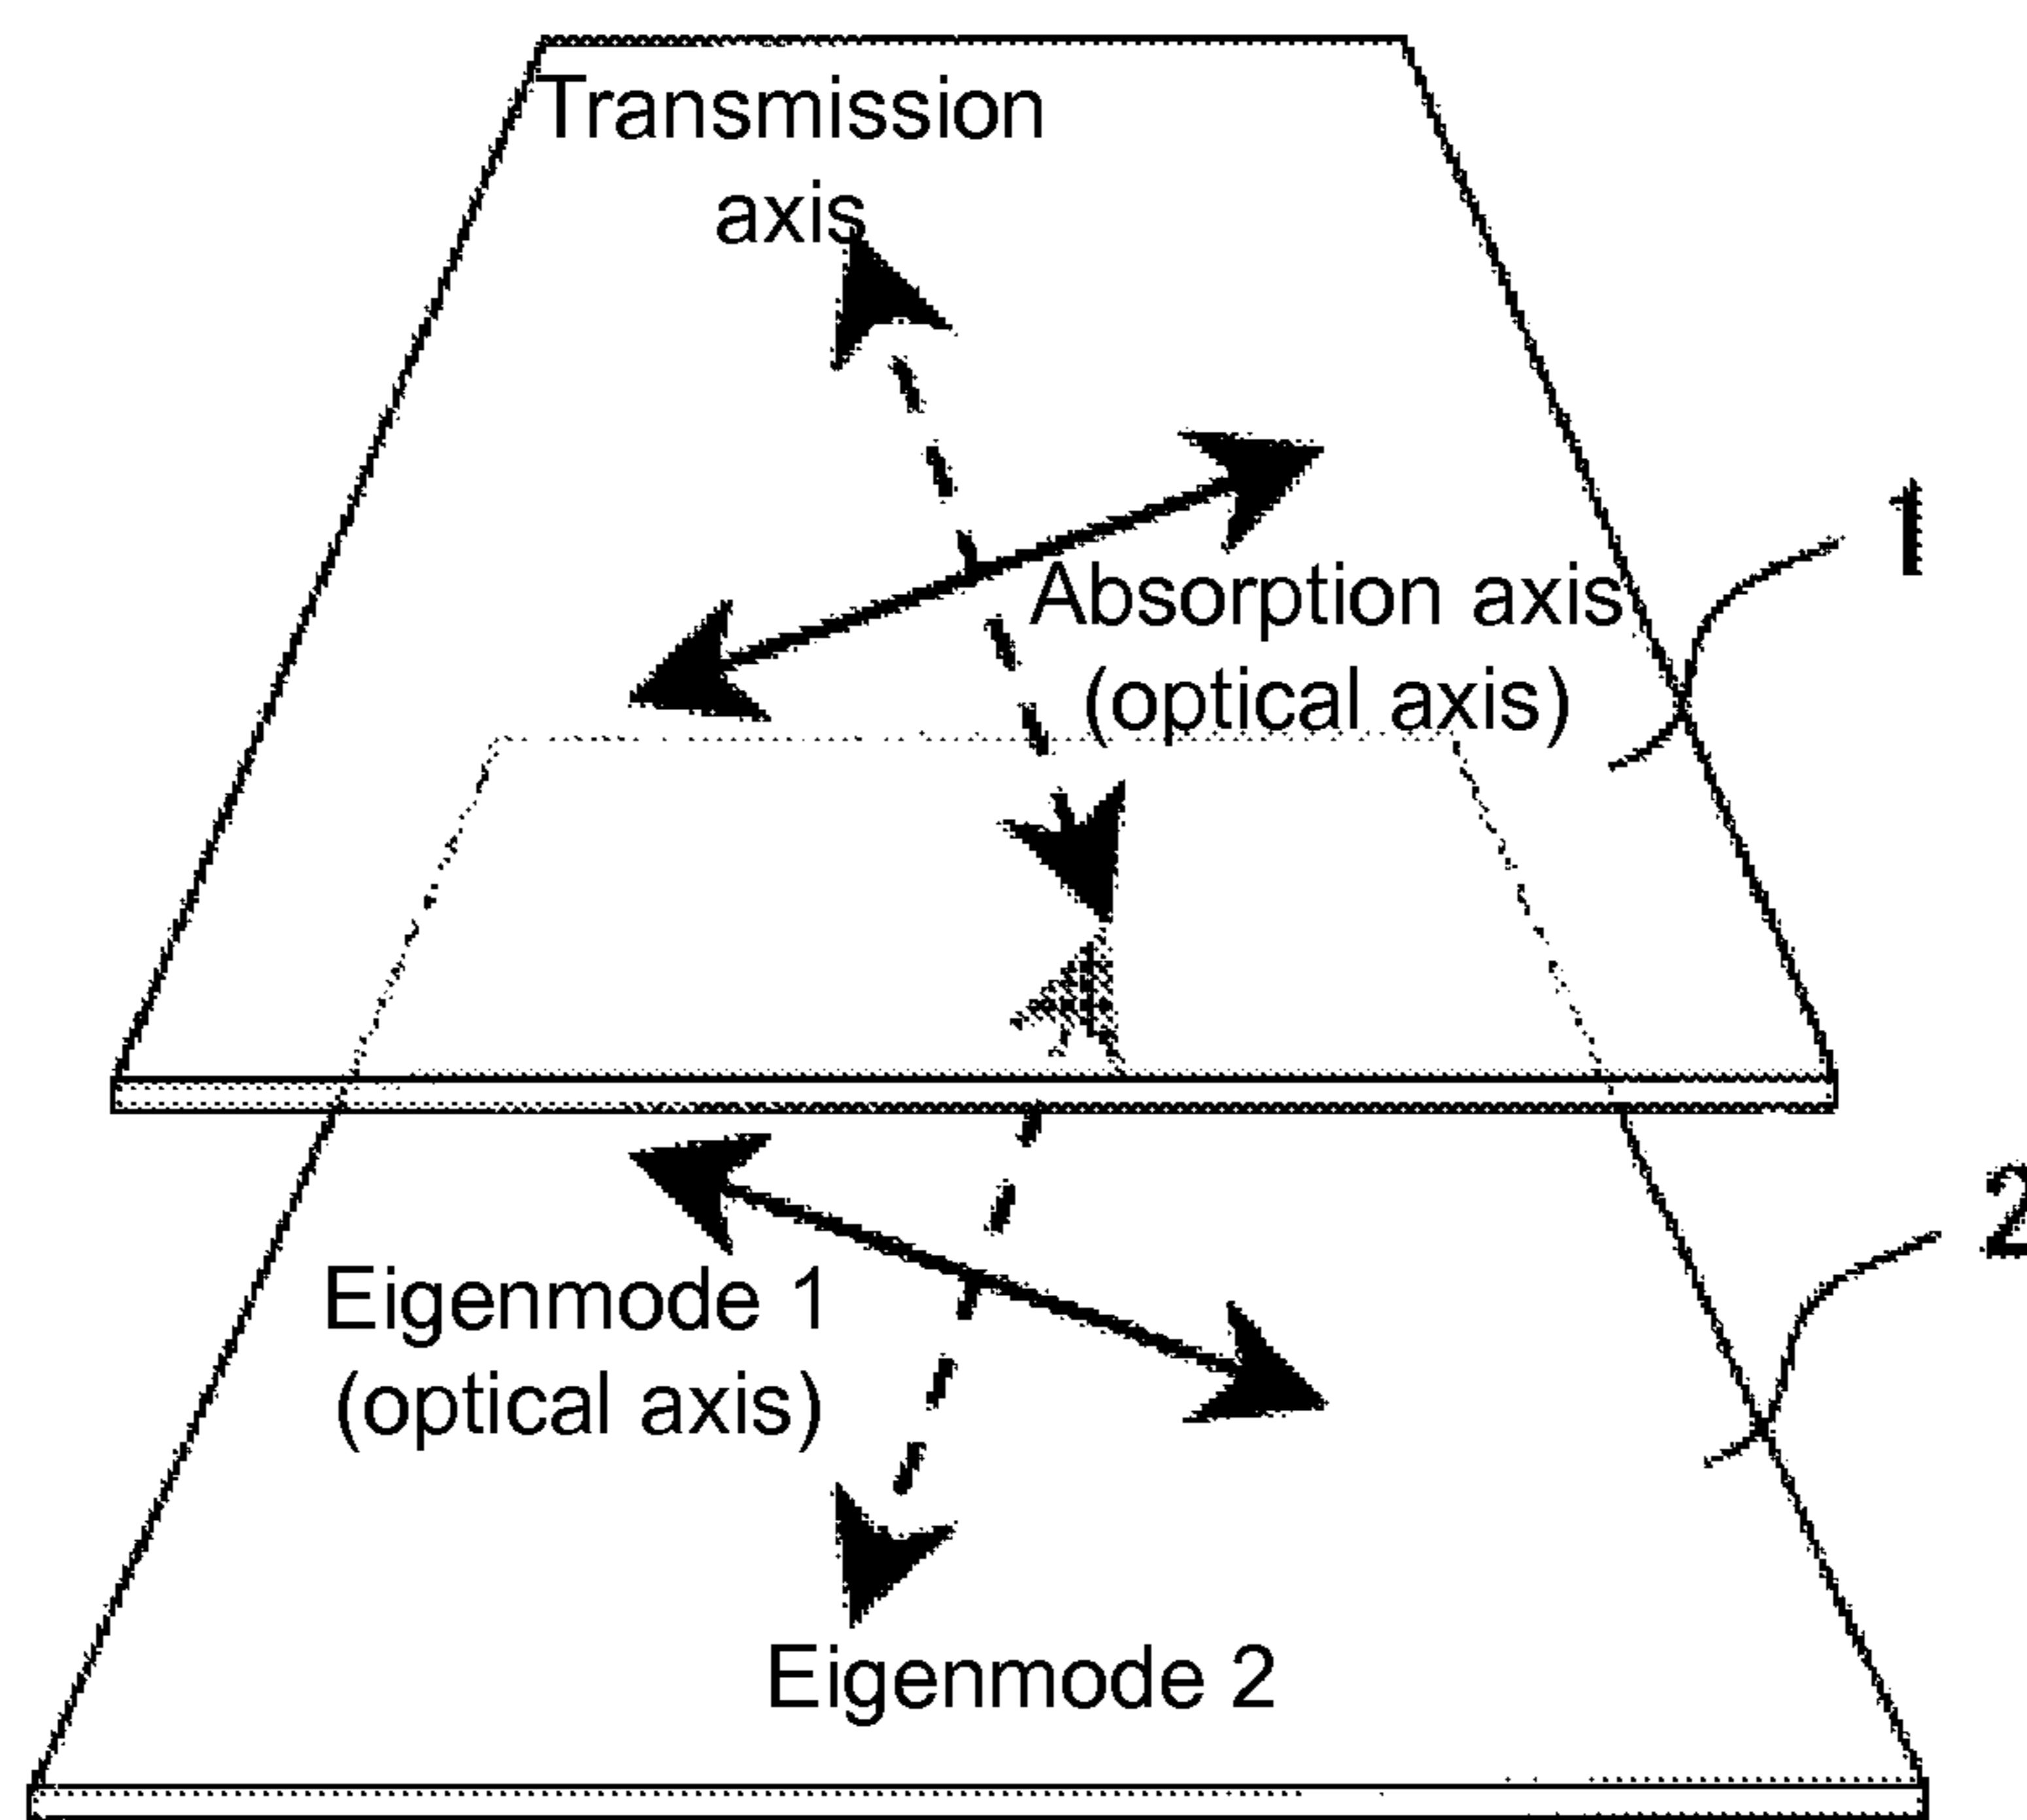 Transmission
axis
1
Absorption axis
(optical axis)
2
Eigenmode 1
(optical axis)
Eigenmode 2